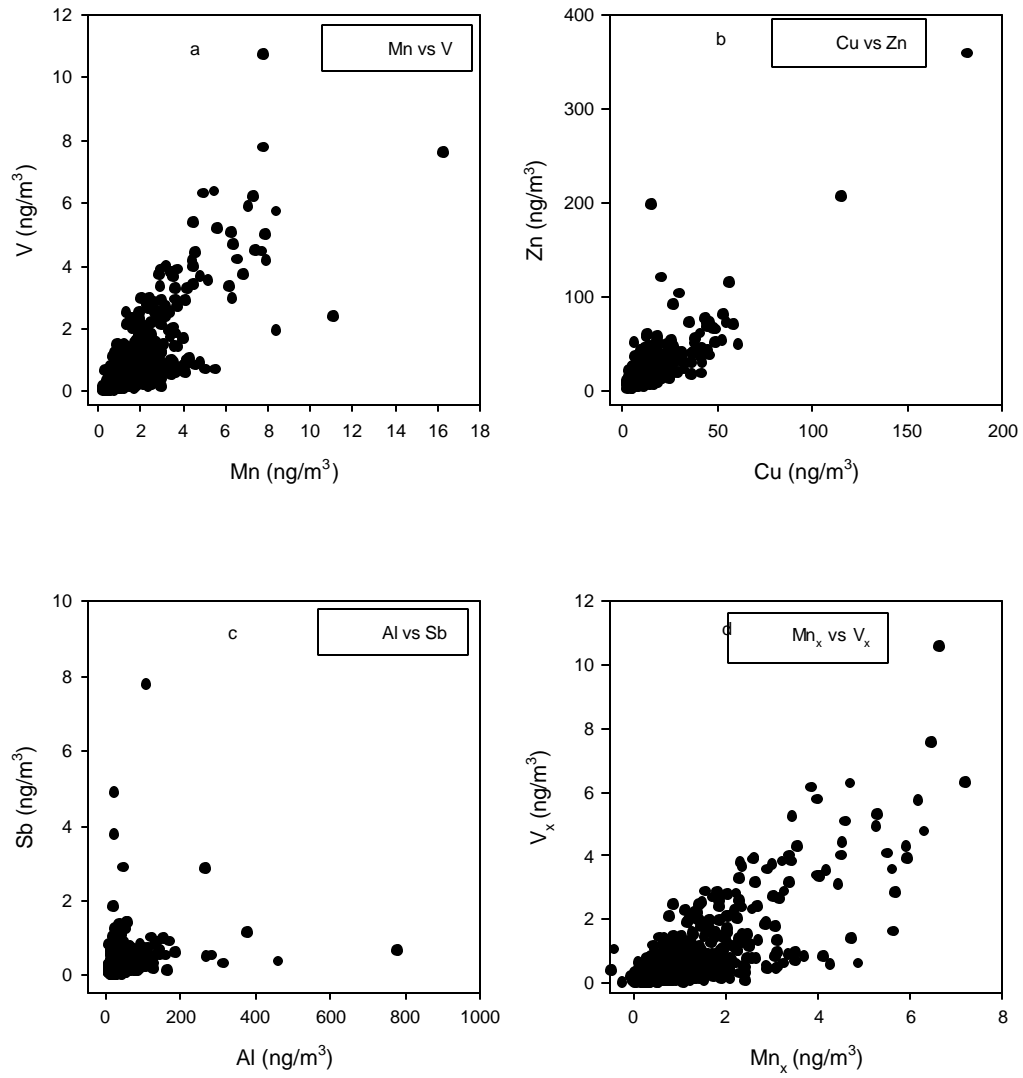 12
10
8
6
4
2
0
V (ng/m³)
a
Mn vs V
0 2 4 6 8 10 12 14 16 18
Mn (ng/m³)
400
300
200
100
0
Zn (ng/m³)
b
Cu vs Zn
0 50 100 150 200
Cu (ng/m³)
10
8
6
4
2
0
Sb (ng/m³)
c
Al vs Sb
0 200 400 600 800 1000
Al (ng/m³)
12
10
8
6
4
2
0
Vₓ (ng/m³)
d
Mnₓ vs Vₓ
0 2 4 6 8
Mnₓ (ng/m³)